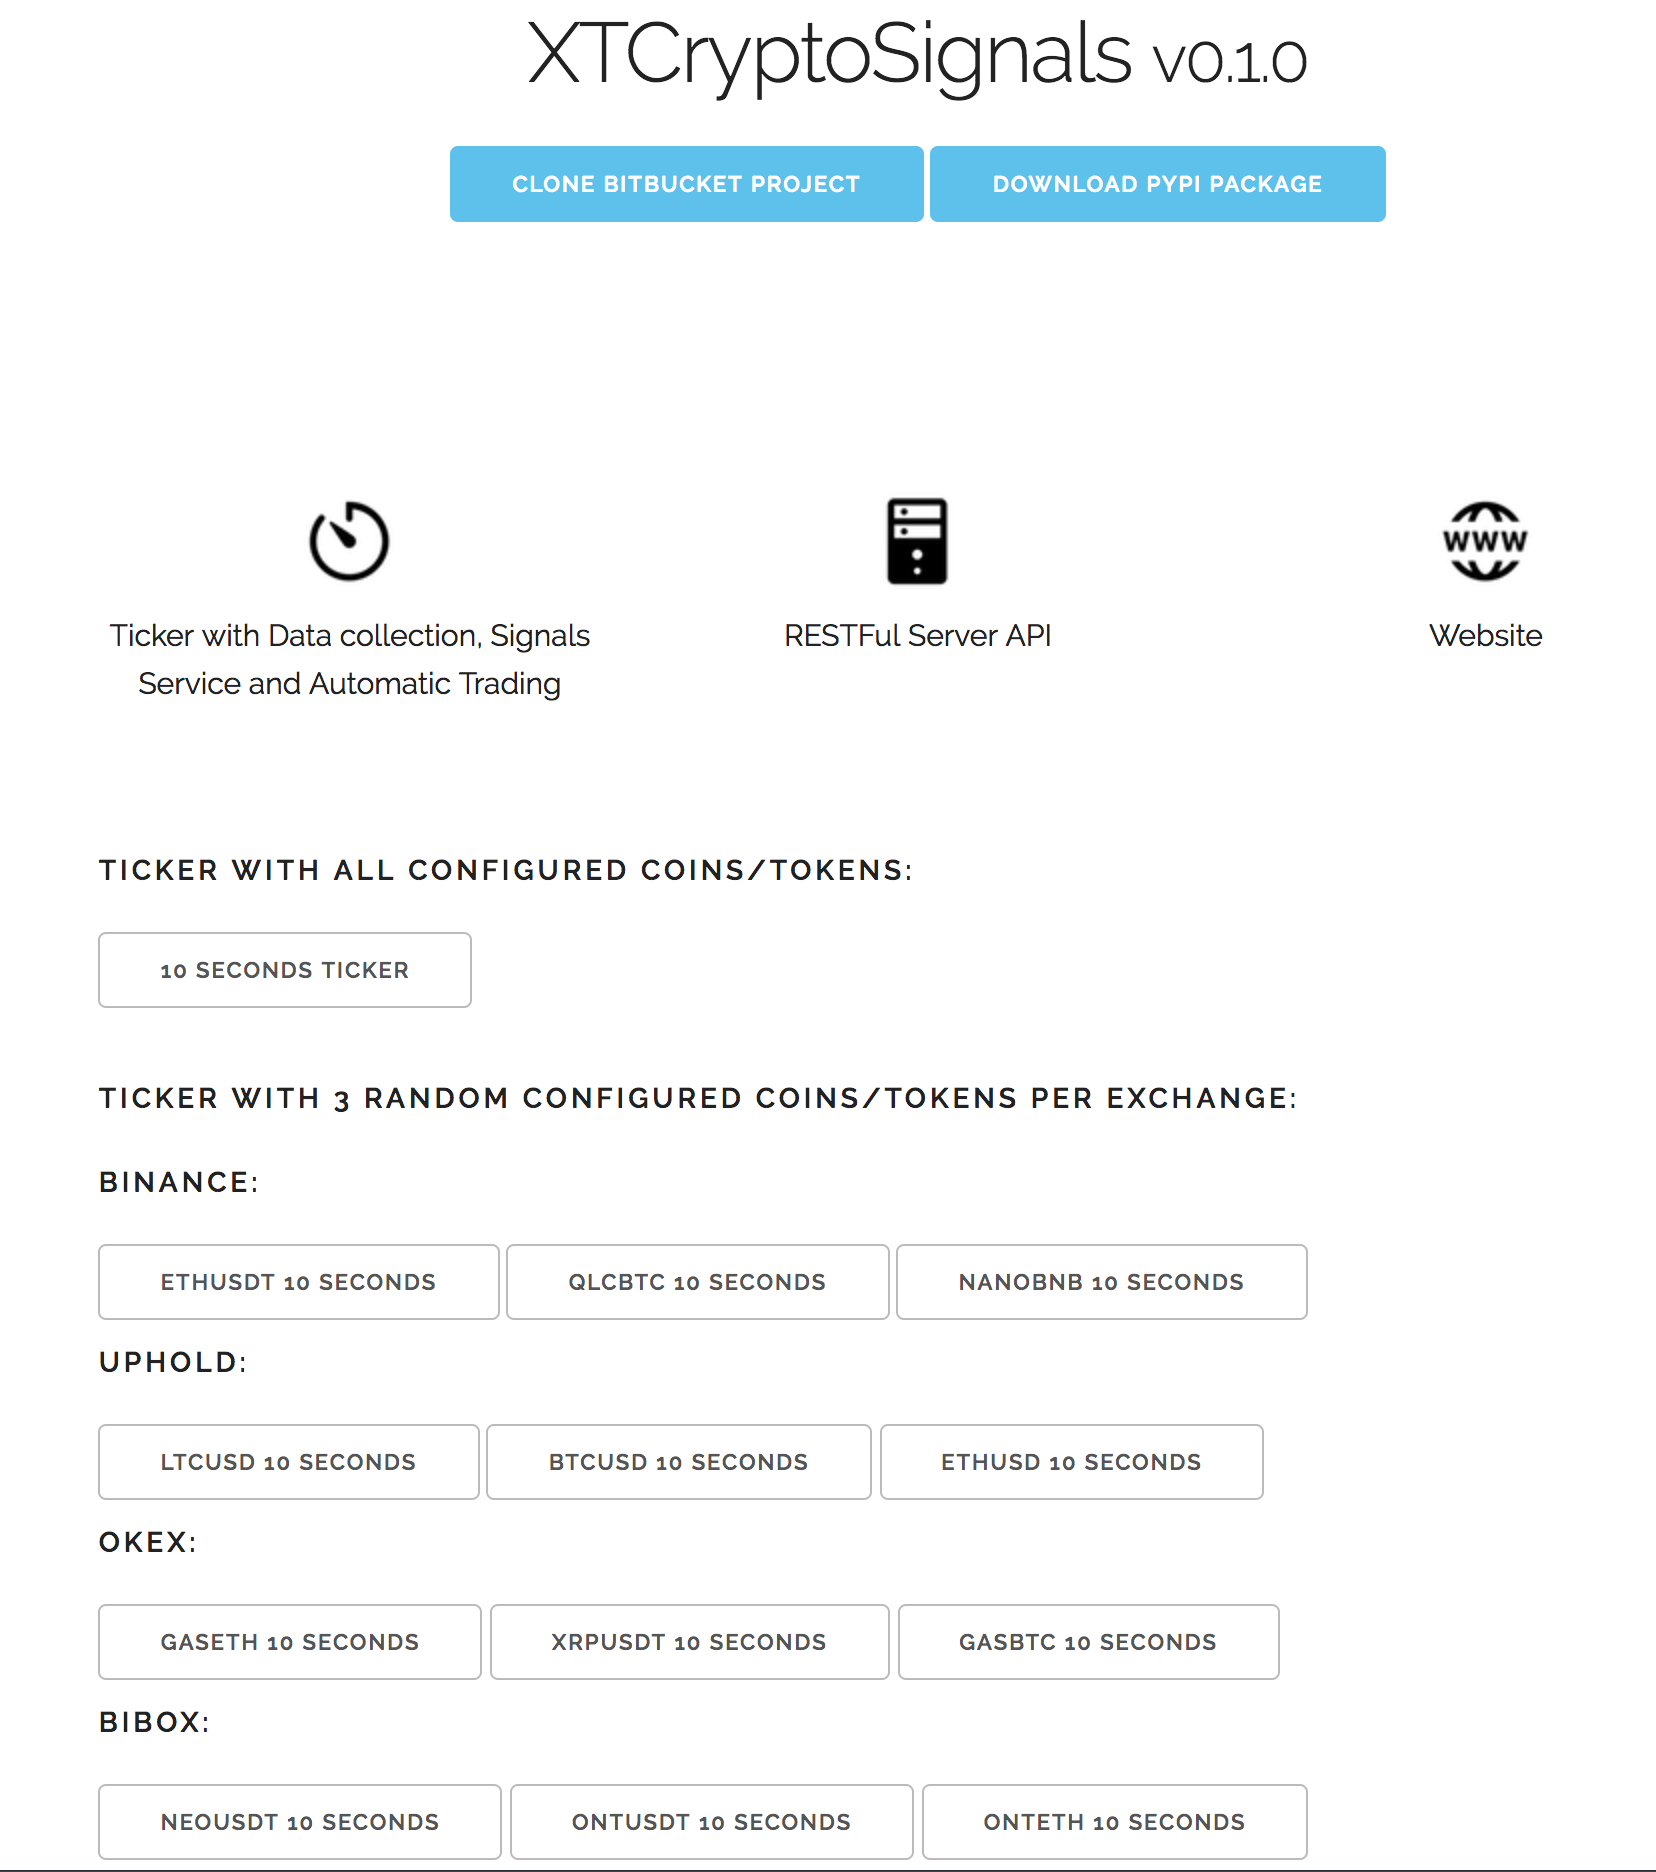 XTCryptoSignals v0.1.0
CLONE BITBUCKET PROJECT DOWNLOAD PYPI PACKAGE
WWW
Ticker with Data collection, Signals
Service and Automatic Trading
RESTFul Server API
Website
TICKER WITH ALL CONFIGURED COINS/TOKENS:
10 SECONDS TICKER
TICKER WITH 3 RANDOM CONFIGURED COINS/TOKENS PER EXCHANGE:
BINANCE:
ETHUSDT 10 SECONDS QLCBTC 10 SECONDS NANOBNB 10 SECONDS
UPHOLD:
LTCUSD 10 SECONDS BTCUSD 10 SECONDS ETHUSD 10 SECONDS
OKEX:
GASETH 10 SECONDS XRPUSDT 10 SECONDS GASBTC 10 SECONDS
BIBOX:
NEOUSDT 10 SECONDS ONTUSDT 10 SECONDS ONTETH 10 SECONDS